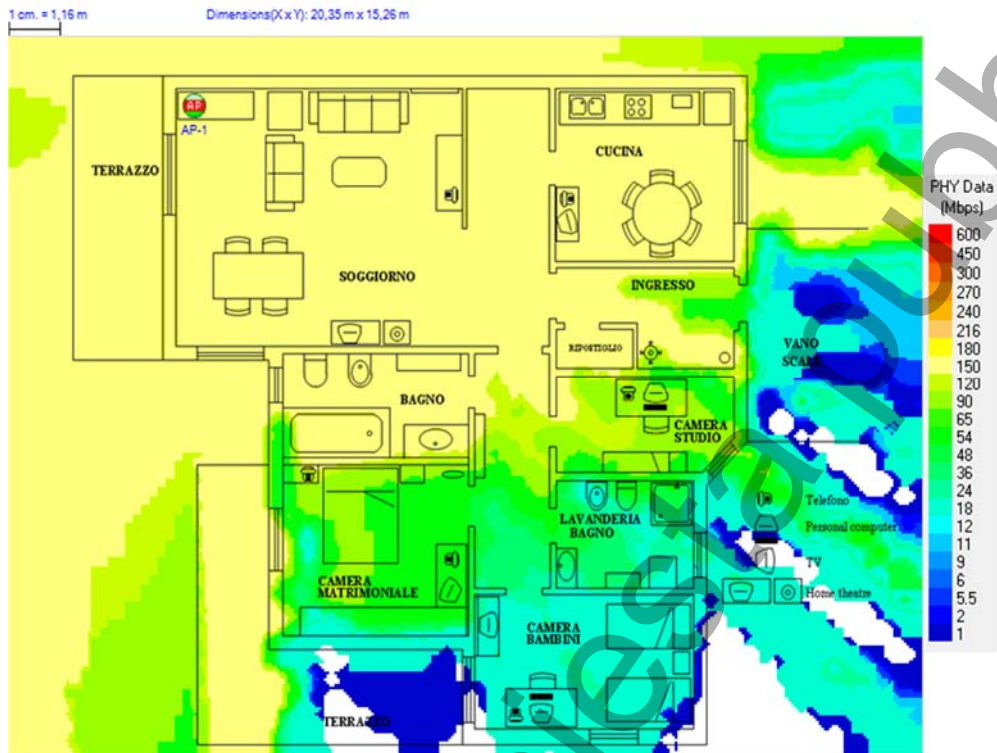 1 cm. = 1,16 m
Dimensions(X x Y): 20,35 m x 15,26 m
AP
AP-1
TERRAZZO
CUCINA
PHY Data
(Mbps)
600
450
300
270
240
216
180
150
120
90
65
54
48
36
24
18
12
11
9
6
5.5
2
1
SOGGIORNO
INGRESSO
RIPOSTIGLIO
VANO
SCALE
BAGNO
CAMERA
STUDIO
LAVANDERIA
BAGNO
Telefono
Personal computer
TV
Home theatre
CAMERA
MATRIMONIALE
CAMERA
BAMBINI
TERRAZZO